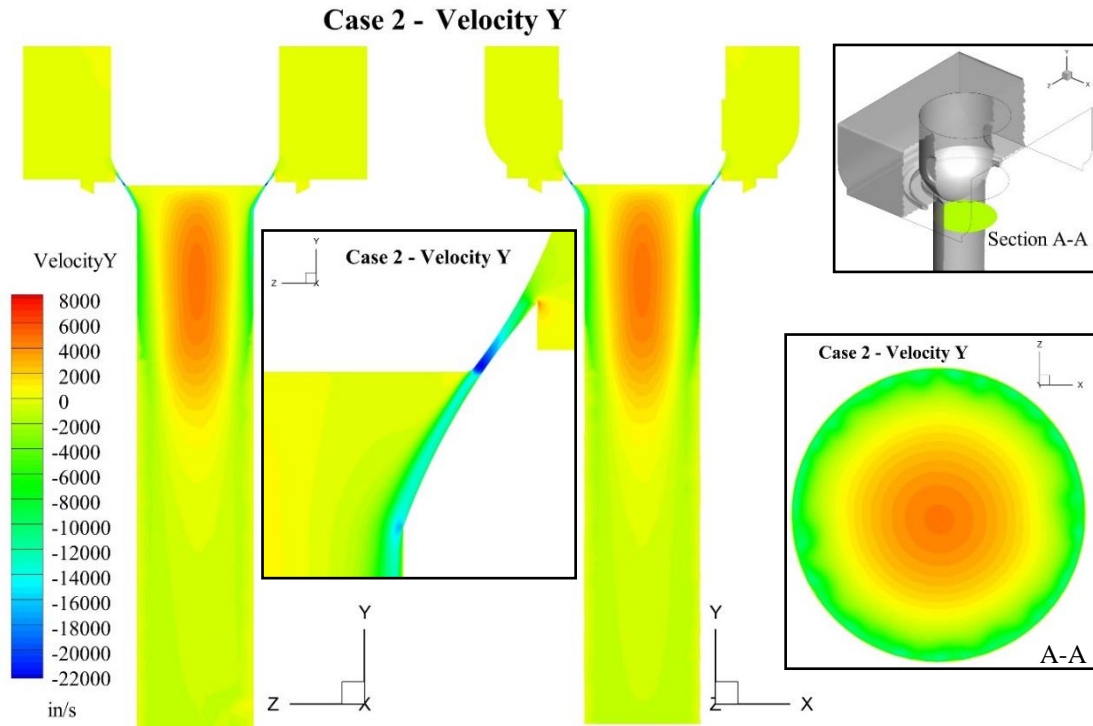 Case 2 - Velocity Y
Y
Z
X
Section A-A
VelocityY
8000
6000
4000
2000
0
-2000
-4000
-6000
-8000
-10000
-12000
-14000
-16000
-18000
-20000
-22000
in/s
Y
Z
X
Case 2 - Velocity Y
Case 2 - Velocity Y
Z
Y
X
A-A
Y
Z
X
Y
Z
X